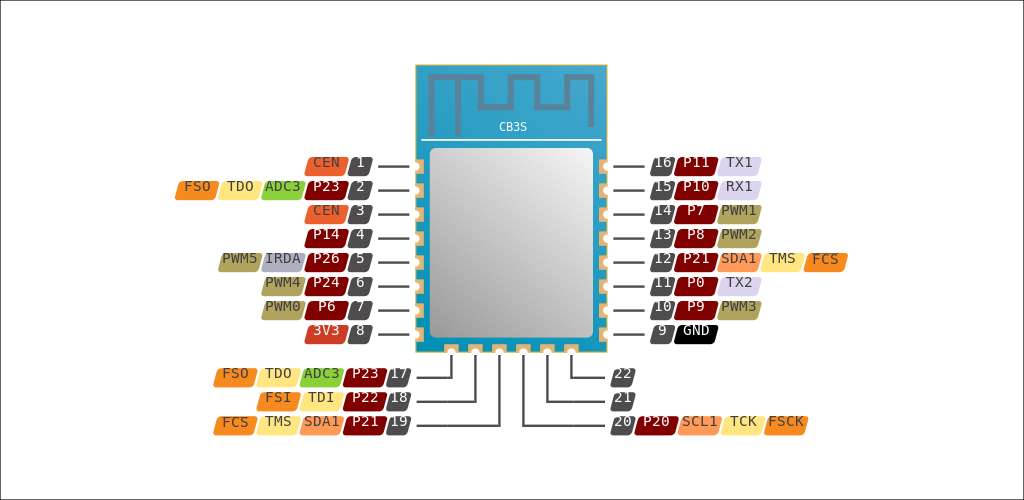 CB3S
CEN 1
16 P11 TX1
FSO TDO ADC3 P23 2
15 P10 RX1
CEN 3
14 P7 PWM1
P14 4
13 P8 PWM2
PWM5 IRDA P26 5
12 P21 SDA1 TMS FCS
PWM4 P24 6
11 P0 TX2
PWM0 P6 7
10 P9 PWM3
3V3 8
9 GND
FSO TDO ADC3 P23 17
22
FSI TDI P22 18
21
FCS TMS SDA1 P21 19
20 P20 SCL1 TCK FSCK